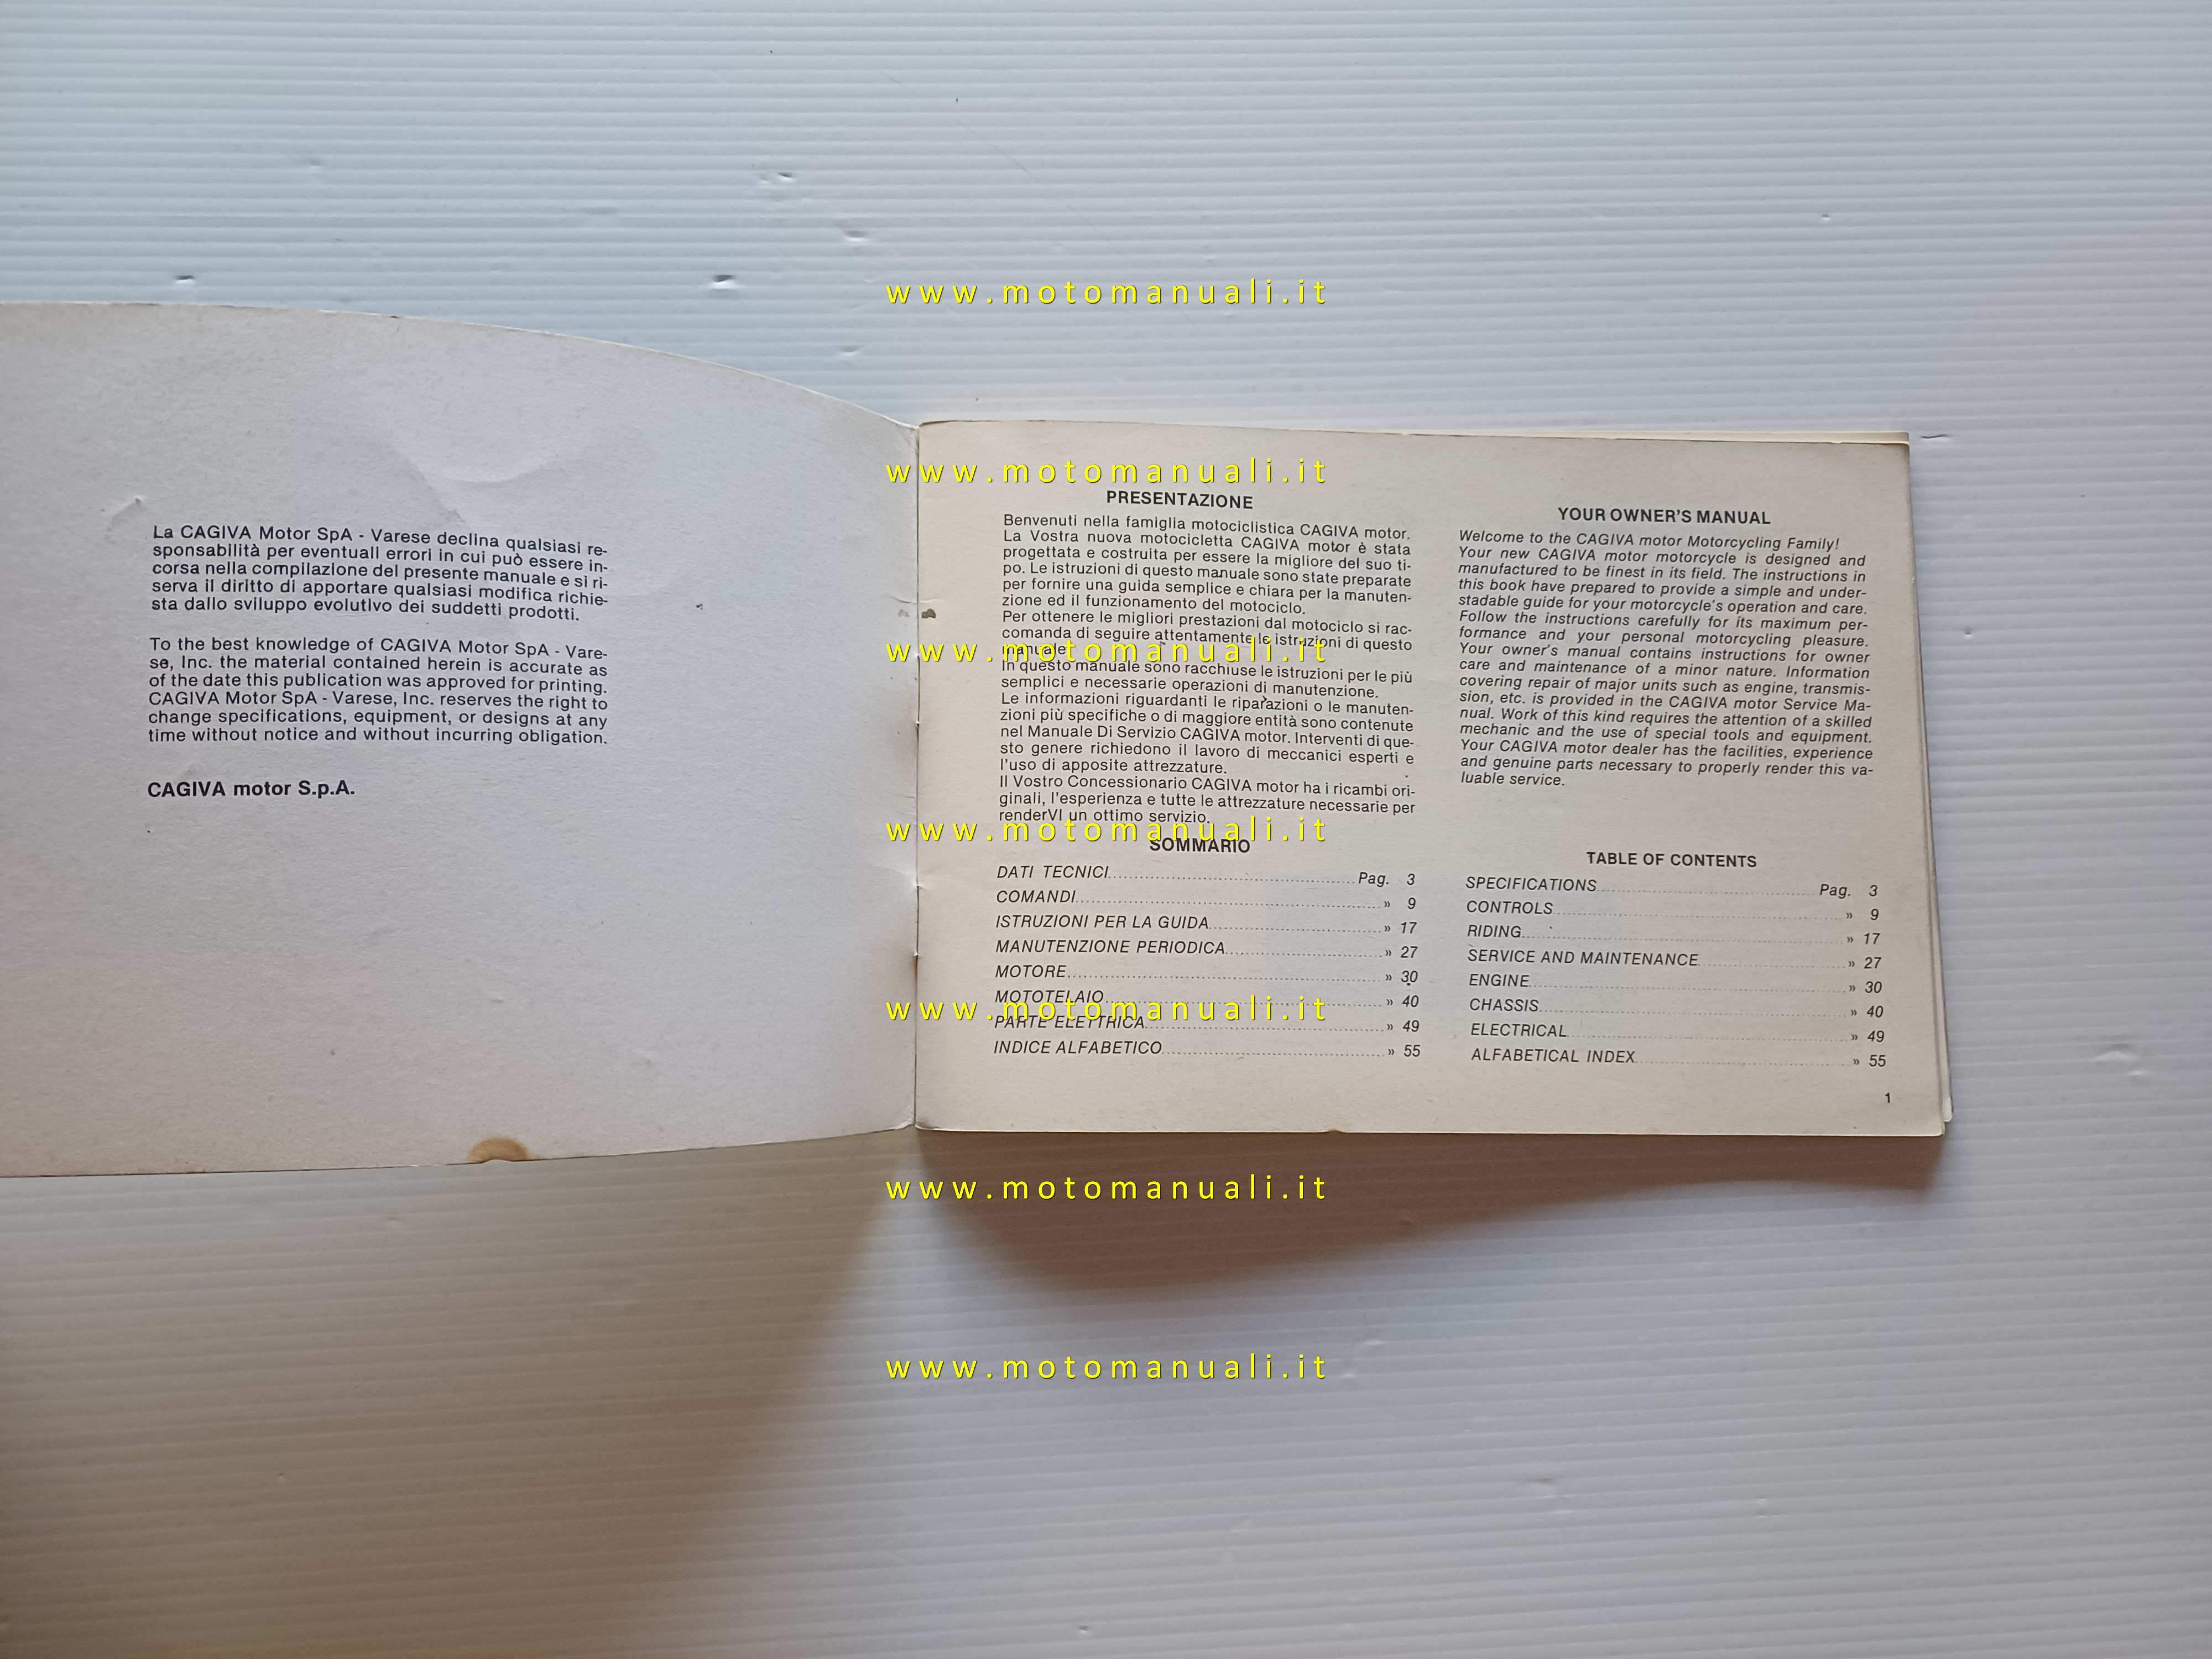 La CAGIVA Motor SpA - Varese declina qualsiasi re-
sponsabilità per eventuali errori in cui può essere in-
corsa nella compilazione del presente manuale e si ri-
serva il diritto di apportare qualsiasi modifica richie-
sta dallo sviluppo evolutivo dei suddetti prodotti.
To the best knowledge of CAGIVA Motor SpA - Vare-
se, Inc. the material contained herein is accurate as
of the date this publication was approved for printing.
CAGIVA Motor SpA - Varese, Inc. reserves the right to
change specifications, equipment, or designs at any
time without notice and without incurring obligation.
CAGIVA motor S.p.A.
www.motomanuali.it
www.motomanuali.it
PRESENTAZIONE
Benvenuti nella famiglia motociclistica CAGIVA motor.
La Vostra nuova motocicletta CAGIVA motor è stata
progettata e costruita per essere la migliore del suo ti-
po. Le istruzioni di questo manuale sono state preparate
per fornire una guida semplice e chiara per la manuten-
zione ed il funzionamento del motociclo.
Per ottenere le migliori prestazioni dal motociclo si rac-
comanda di seguire attentamente le istruzioni di questo
manuale.
www.motomanuali.it
In questo manuale sono racchiuse le istruzioni per le più
semplici e necessarie operazioni di manutenzione.
Le informazioni riguardanti le riparazioni o le manuten-
zioni più specifiche o di maggiore entità sono contenute
nel Manuale Di Servizio CAGIVA motor. Interventi di que-
sto genere richiedono il lavoro di meccanici esperti e
l'uso di apposite attrezzature.
Il Vostro Concessionario CAGIVA motor ha i ricambi ori-
ginali, l'esperienza e tutte le attrezzature necessarie per
renderVI un ottimo servizio.
www.motomanuali.it
SOMMARIO
DATI TECNICI Pag. 3
COMANDI » 9
ISTRUZIONI PER LA GUIDA » 17
MANUTENZIONE PERIODICA » 27
MOTORE » 30
MOTOTELAIO » 40
www.motomanuali.it
PARTE ELETTRICA » 49
INDICE ALFABETICO » 55
YOUR OWNER'S MANUAL
Welcome to the CAGIVA motor Motorcycling Family!
Your new CAGIVA motor motorcycle is designed and
manufactured to be finest in its field. The instructions in
this book have prepared to provide a simple and under-
stadable guide for your motorcycle's operation and care.
Follow the instructions carefully for its maximum per-
formance and your personal motorcycling pleasure.
Your owner's manual contains instructions for owner
care and maintenance of a minor nature. Information
covering repair of major units such as engine, transmis-
sion, etc. is provided in the CAGIVA motor Service Ma-
nual. Work of this kind requires the attention of a skilled
mechanic and the use of special tools and equipment.
Your CAGIVA motor dealer has the facilities, experience
and genuine parts necessary to properly render this va-
luable service.
TABLE OF CONTENTS
SPECIFICATIONS Pag. 3
CONTROLS » 9
RIDING » 17
SERVICE AND MAINTENANCE » 27
ENGINE » 30
CHASSIS » 40
ELECTRICAL » 49
ALFABETICAL INDEX » 55
1
www.motomanuali.it
www.motomanuali.it